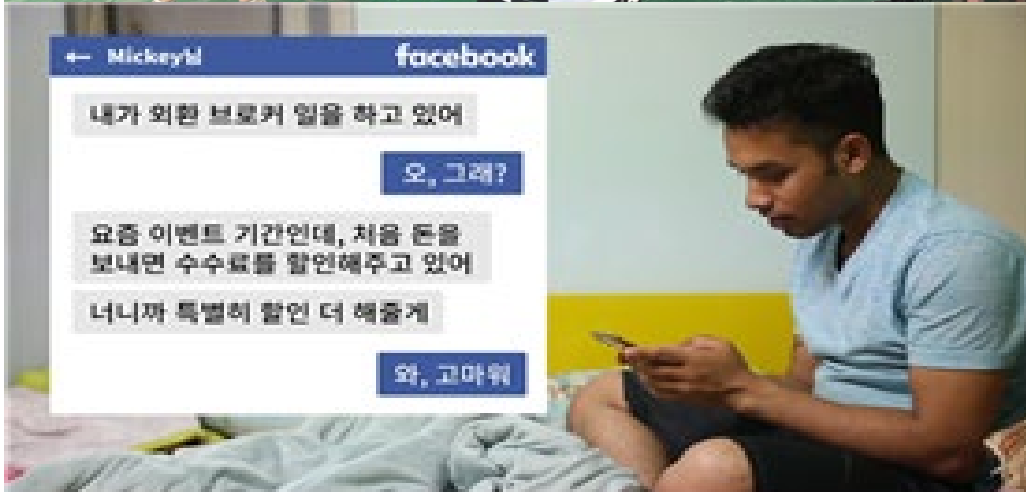 ← Mickey님
facebook
내가 외환 브로커 일을 하고 있어
오, 그래?
요즘 이벤트 기간인데, 처음 돈을
보내면 수수료를 할인해주고 있어
너니까 특별히 할인 더 해줄게
와, 고마워